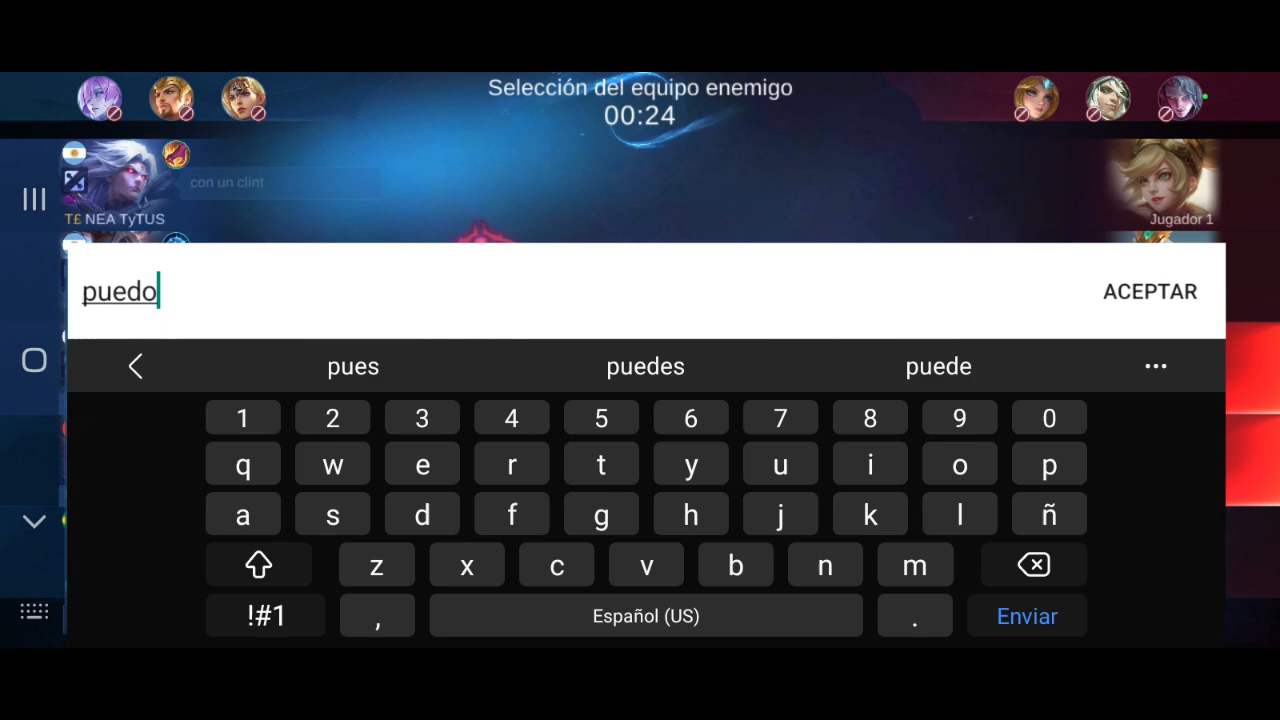 Selección del equipo enemigo
00:24
con un clint
T£ NEA TyTUS
Jugador 1
puedo
ACEPTAR
pues puedes puede
1 2 3 4 5 6 7 8 9 0
q w e r t y u i o p
a s d f g h j k l ñ
z x c v b n m
!#1 , Español (US) . Enviar